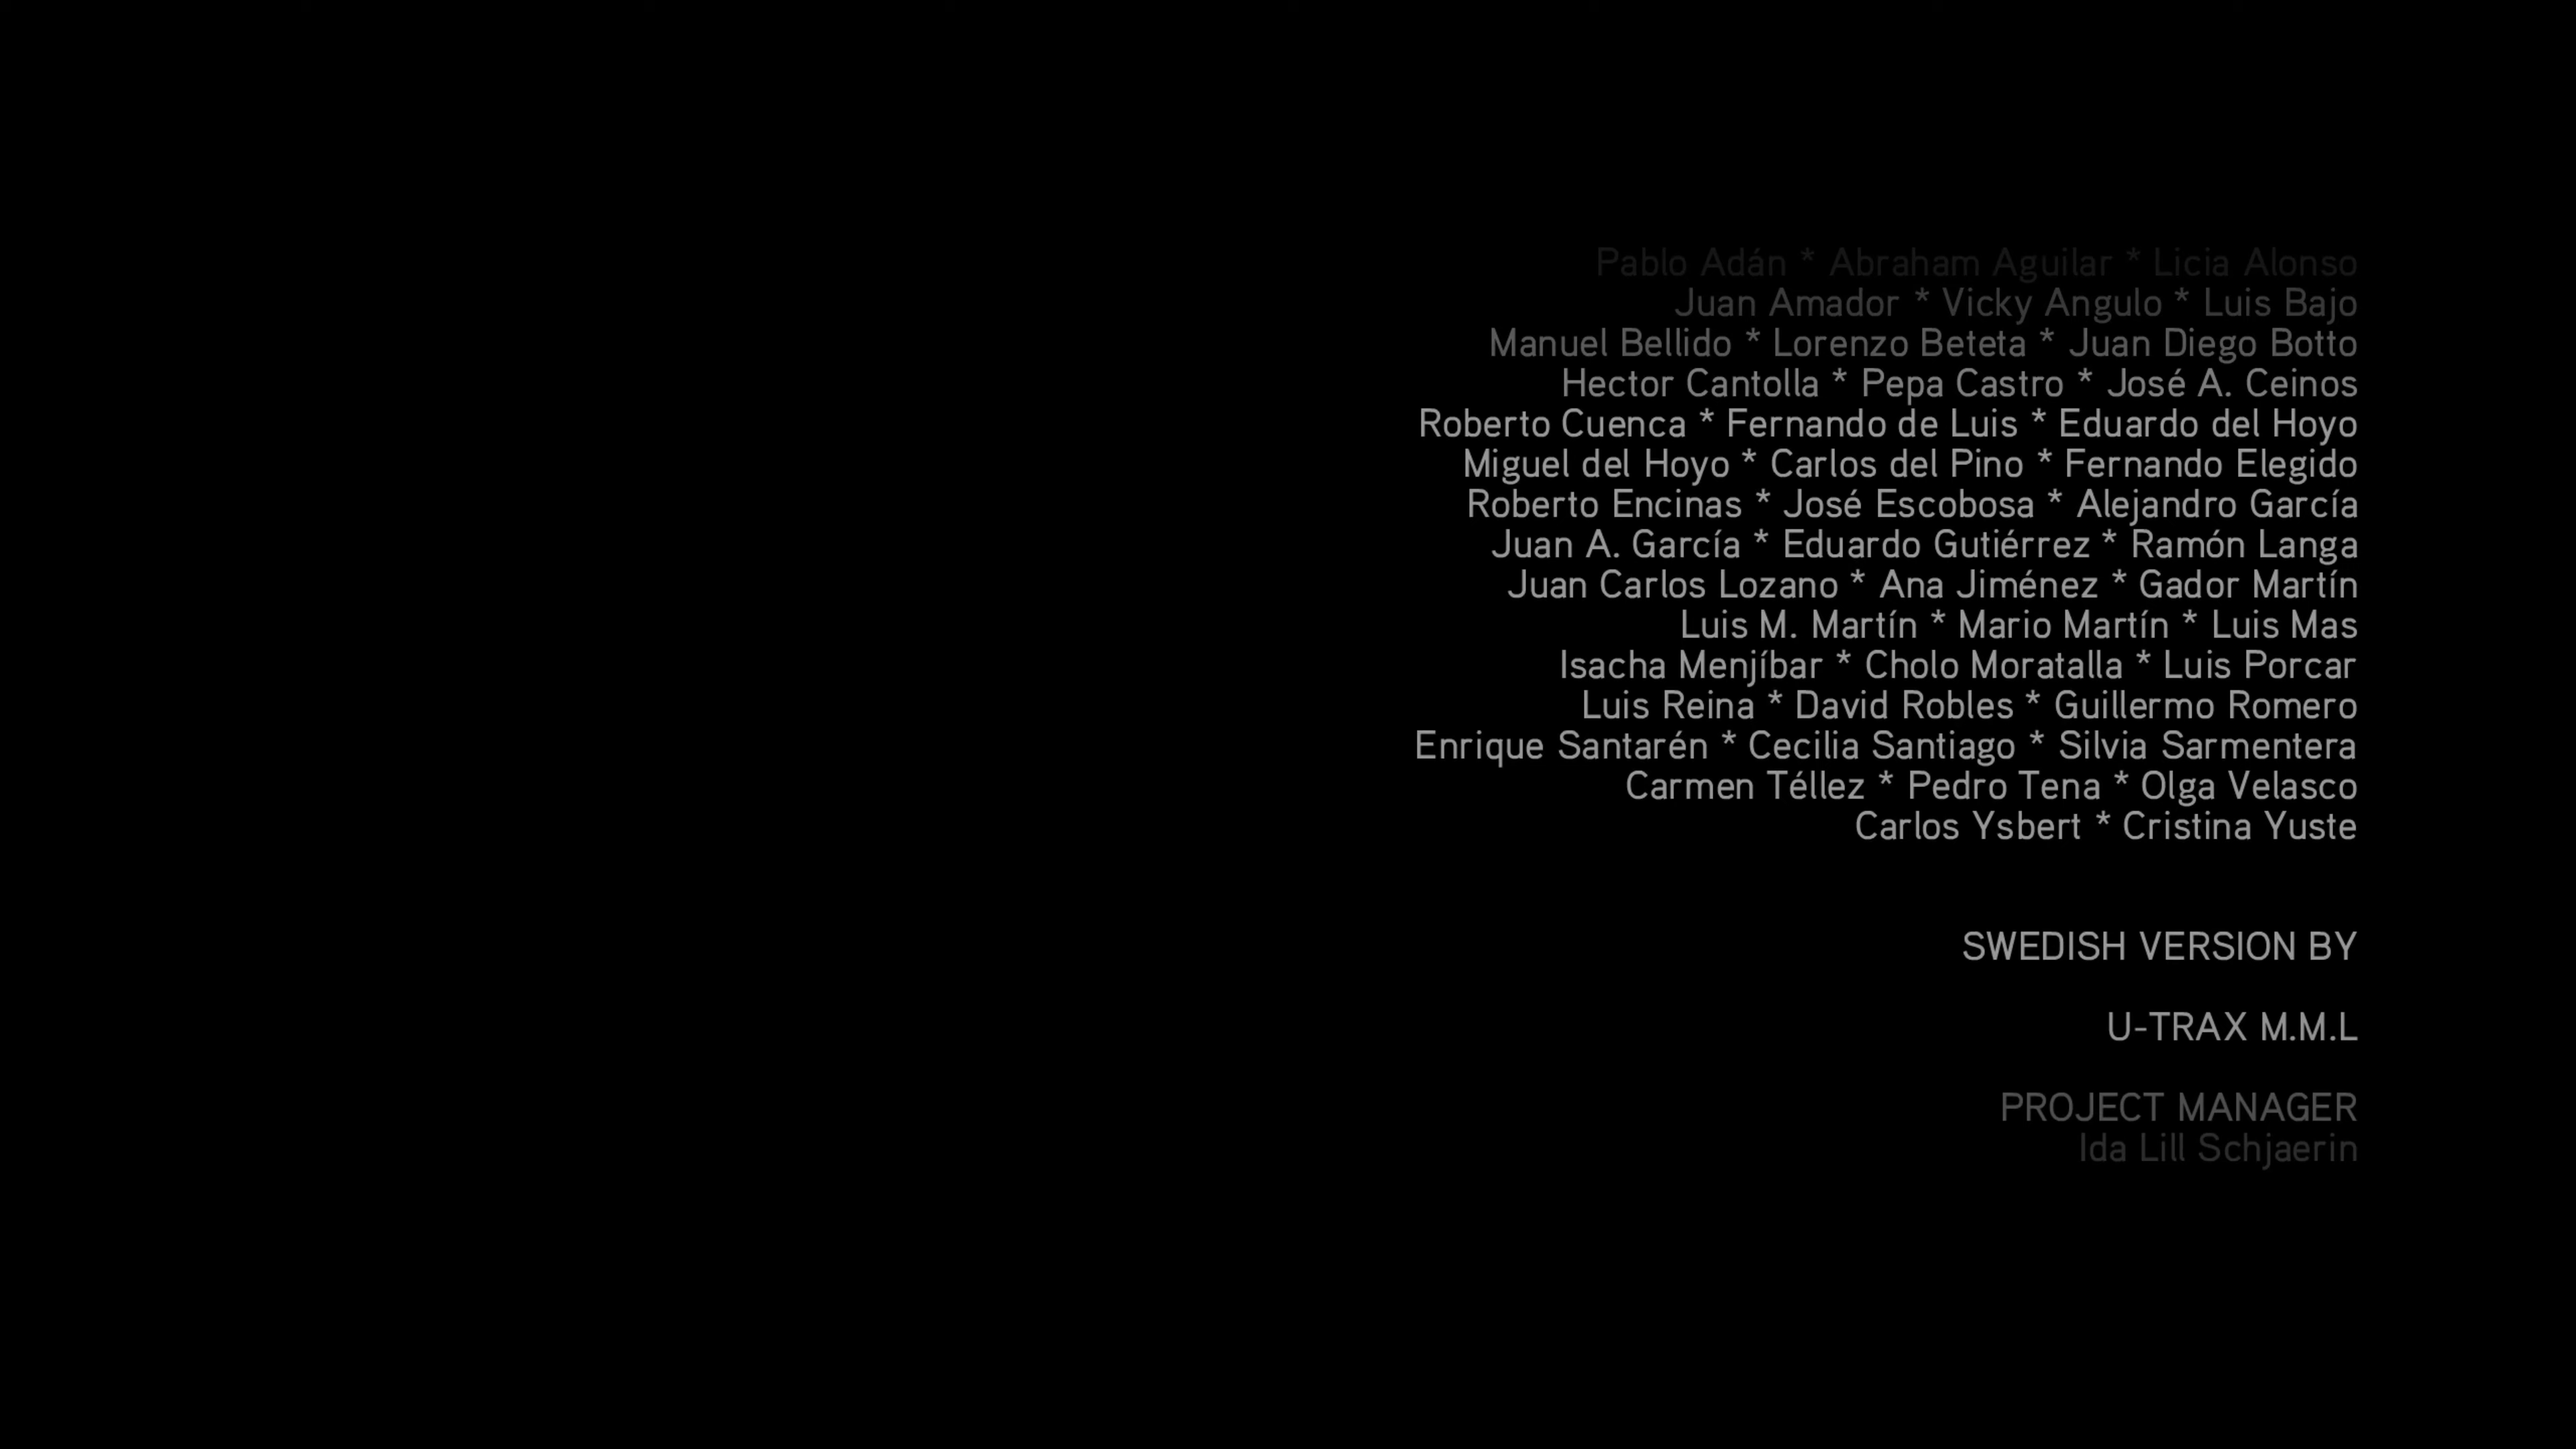 Pablo Adán * Abraham Aguilar * Licia Alonso
Juan Amador * Vicky Angulo * Luis Bajo
Manuel Bellido * Lorenzo Beteta * Juan Diego Botto
Hector Cantolla * Pepa Castro * José A. Ceinos
Roberto Cuenca * Fernando de Luis * Eduardo del Hoyo
Miguel del Hoyo * Carlos del Pino * Fernando Elegido
Roberto Encinas * José Escobosa * Alejandro García
Juan A. García * Eduardo Gutiérrez * Ramón Langa
Juan Carlos Lozano * Ana Jiménez * Gador Martín
Luis M. Martín * Mario Martín * Luis Mas
Isacha Menjíbar * Cholo Moratalla * Luis Porcar
Luis Reina * David Robles * Guillermo Romero
Enrique Santarén * Cecilia Santiago * Silvia Sarmentera
Carmen Téllez * Pedro Tena * Olga Velasco
Carlos Ysbert * Cristina Yuste
SWEDISH VERSION BY
U-TRAX M.M.L
PROJECT MANAGER
Ida Lill Schjaerin